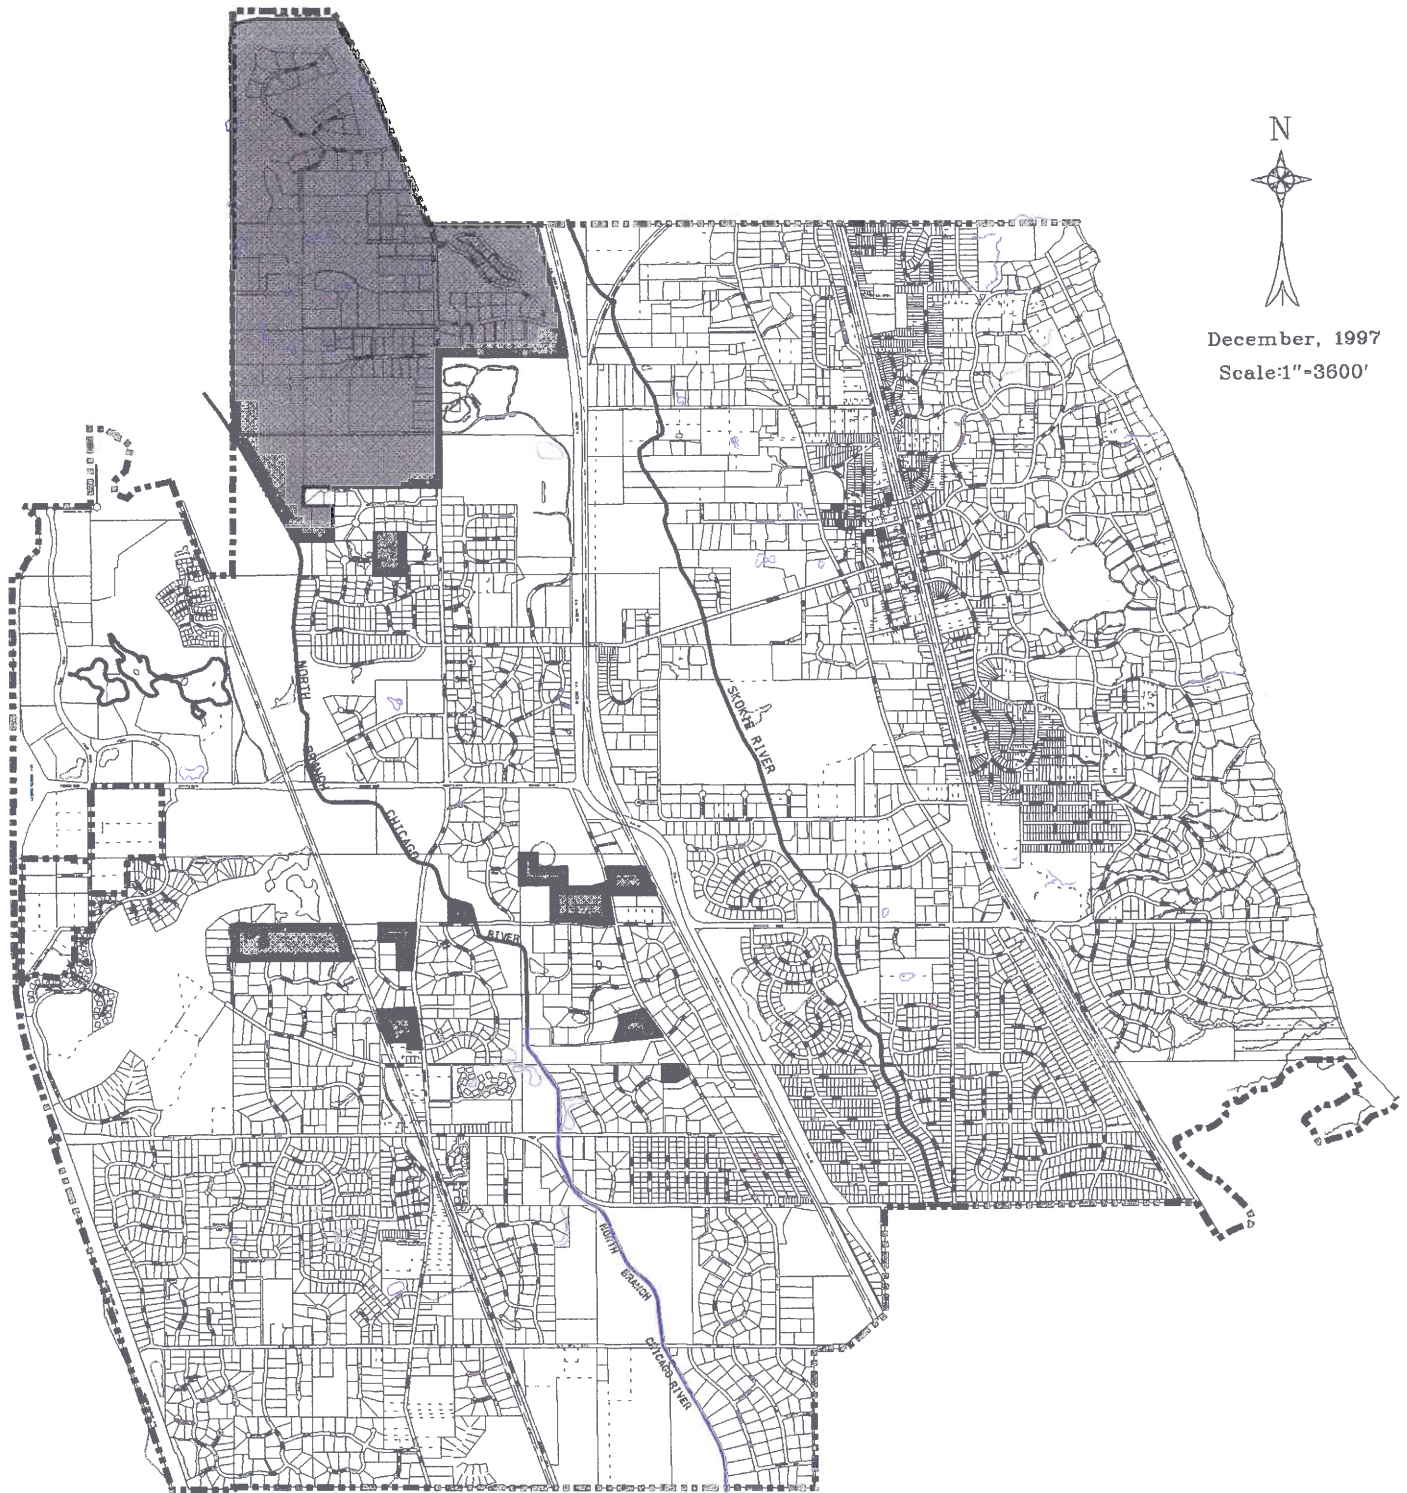 N
December, 1997
Scale:1"=3600'
NORTH
BRANCH
CHICAGO
RIVER
SKOKIE RIVER
NORTH
BRANCH
CHICAGO RIVER